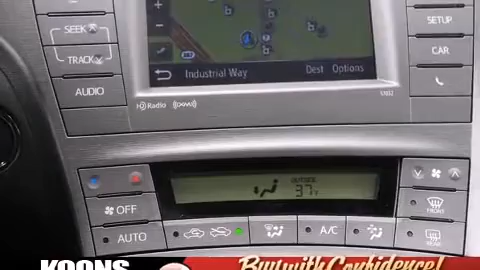 SEEK
SETUP
TRACK
CAR
Industrial Way Dest Options
AUDIO
HD Radio
OUTSIDE
37F
OFF
FRONT
AUTO
A/C
REAR
KOONS Buy with Confidence!